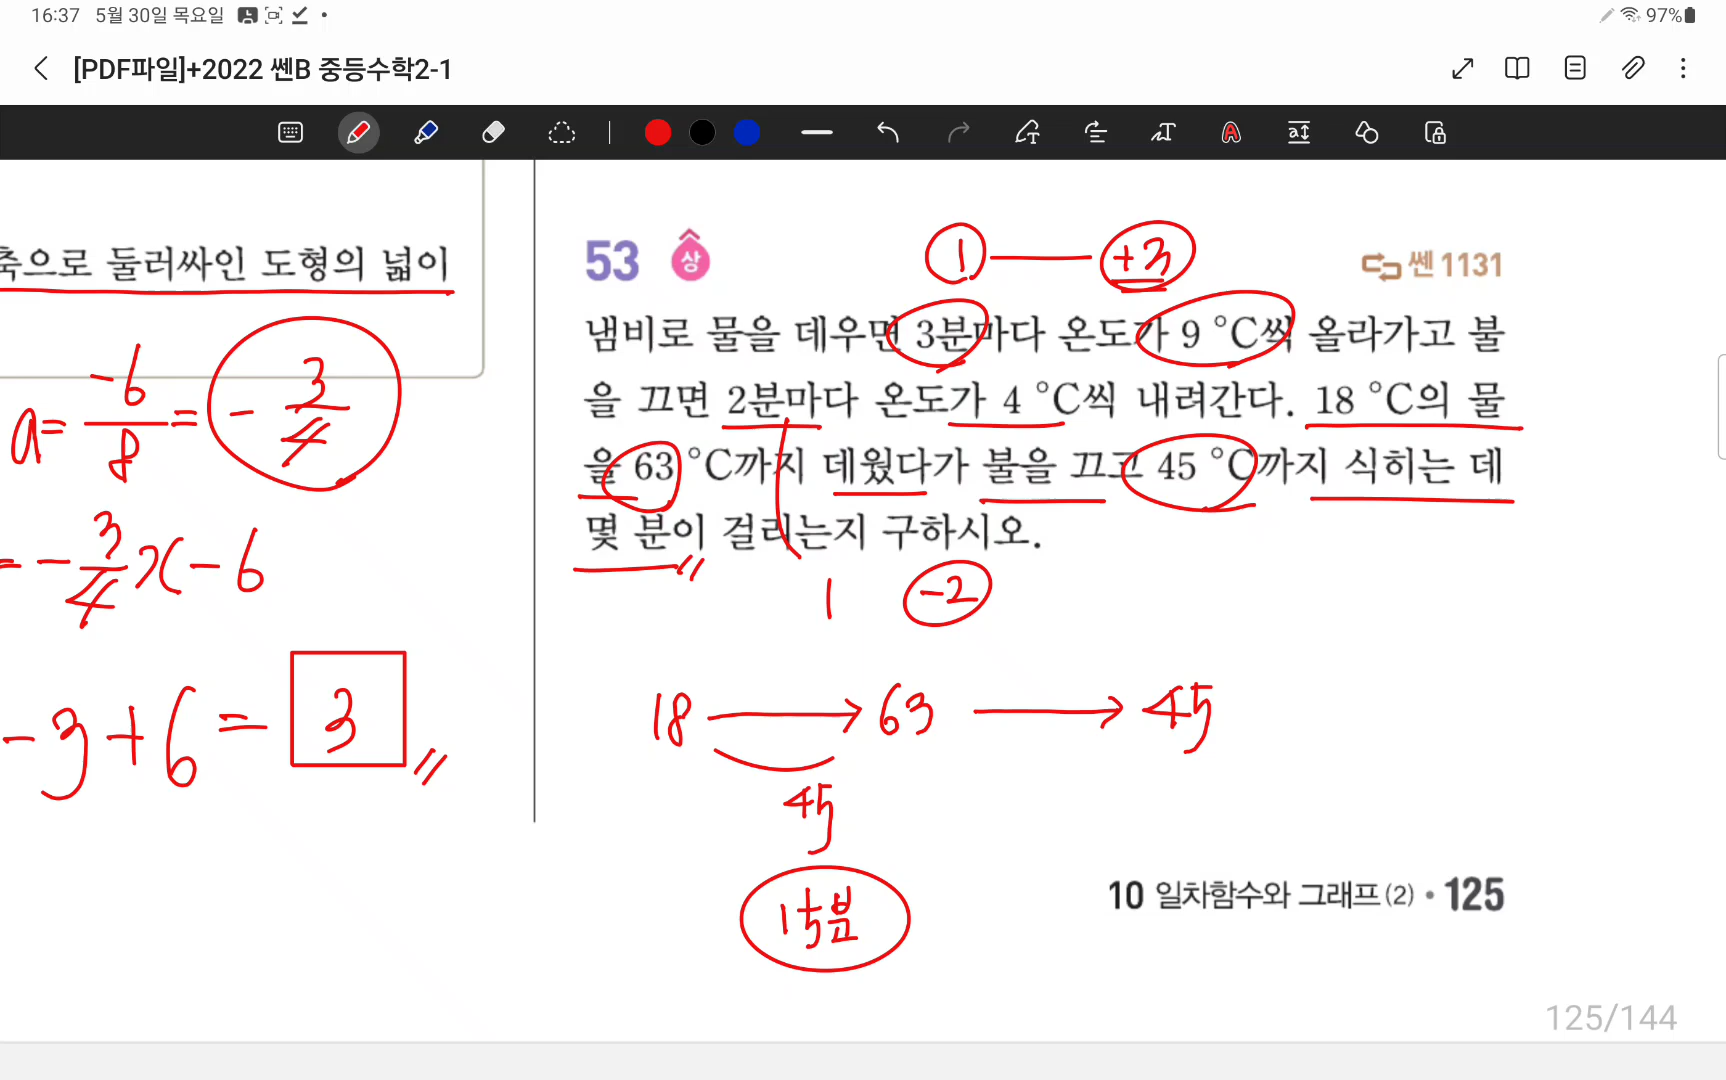 16:37 5월 30일 목요일
97%
[PDF파일]+2022 쎈B 중등수학2-1
축으로 둘러싸인 도형의 넓이
a= -6/8 = -3/4
= -3/4 x - 6
-3+6= 3
53 상
1 +3
쎈 1131
냄비로 물을 데우면 3분마다 온도가 9 °C씩 올라가고 불
을 끄면 2분마다 온도가 4 °C씩 내려간다. 18 °C의 물
을 63 °C까지 데웠다가 불을 끄고 45 °C까지 식히는 데
몇 분이 걸리는지 구하시오.
1 -2
18 → 63 → 45
45
15분
10 일차함수와 그래프 (2) • 125
125/144